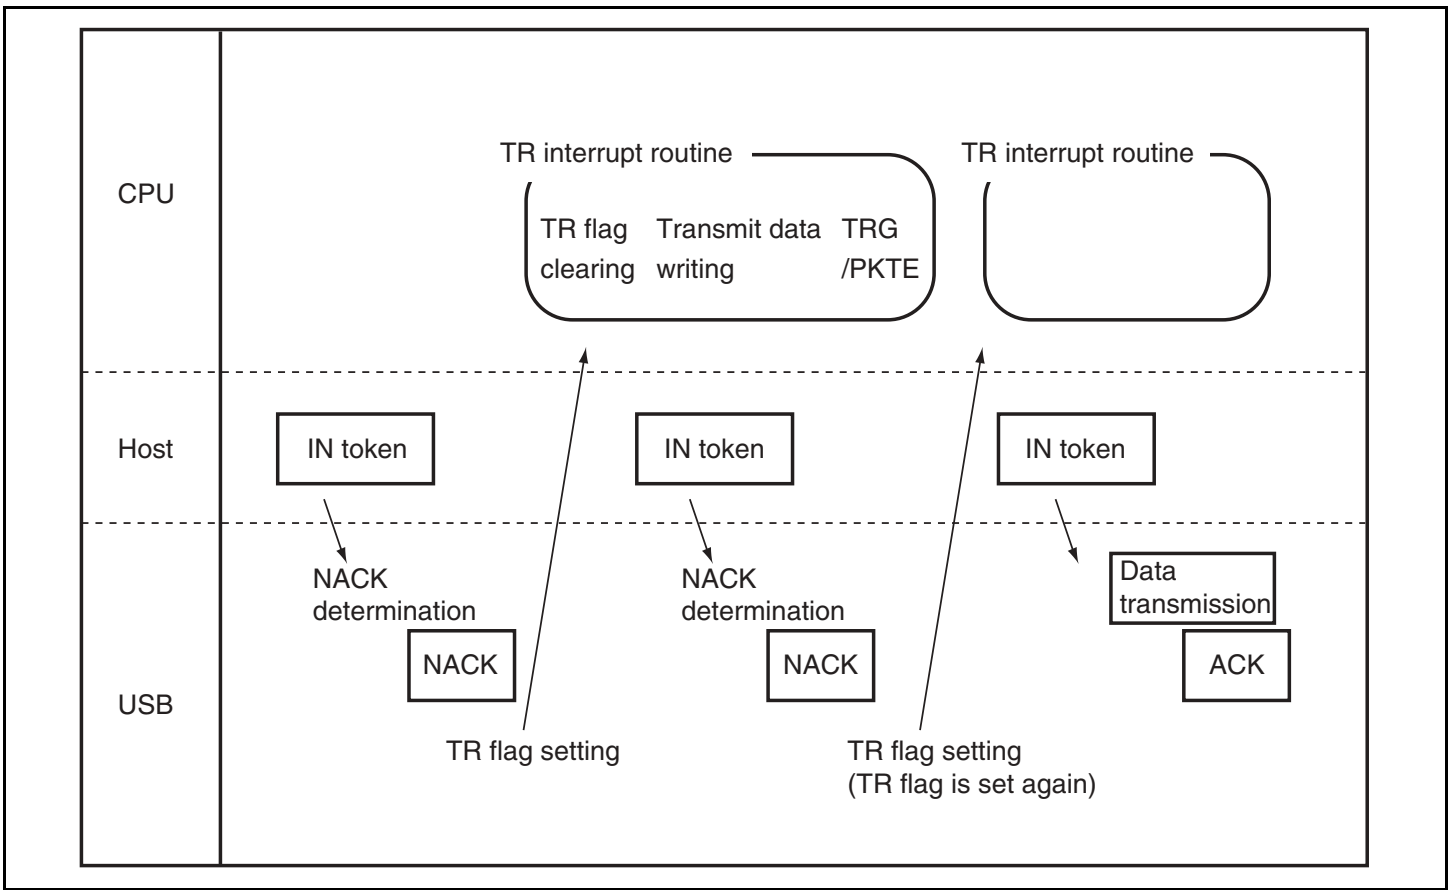 CPU
TR interrupt routine
TR flag
clearing
Transmit data
writing
TRG
/PKTE
TR interrupt routine
Host
IN token
IN token
IN token
USB
NACK
determination
NACK
TR flag setting
NACK
determination
NACK
TR flag setting
(TR flag is set again)
Data
transmission
ACK